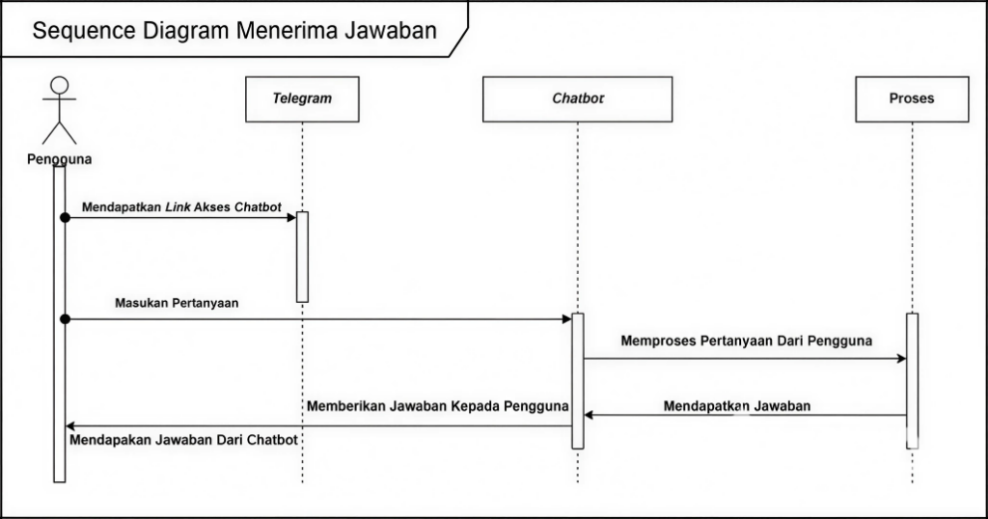 Sequence Diagram Menerima Jawaban
Telegram
Chatbot
Proses
Pengguna
Mendapatkan Link Akses Chatbot
Masukan Pertanyaan
Memproses Pertanyaan Dari Pengguna
Memberikan Jawaban Kepada Pengguna
Mendapatkan Jawaban
Mendapakan Jawaban Dari Chatbot